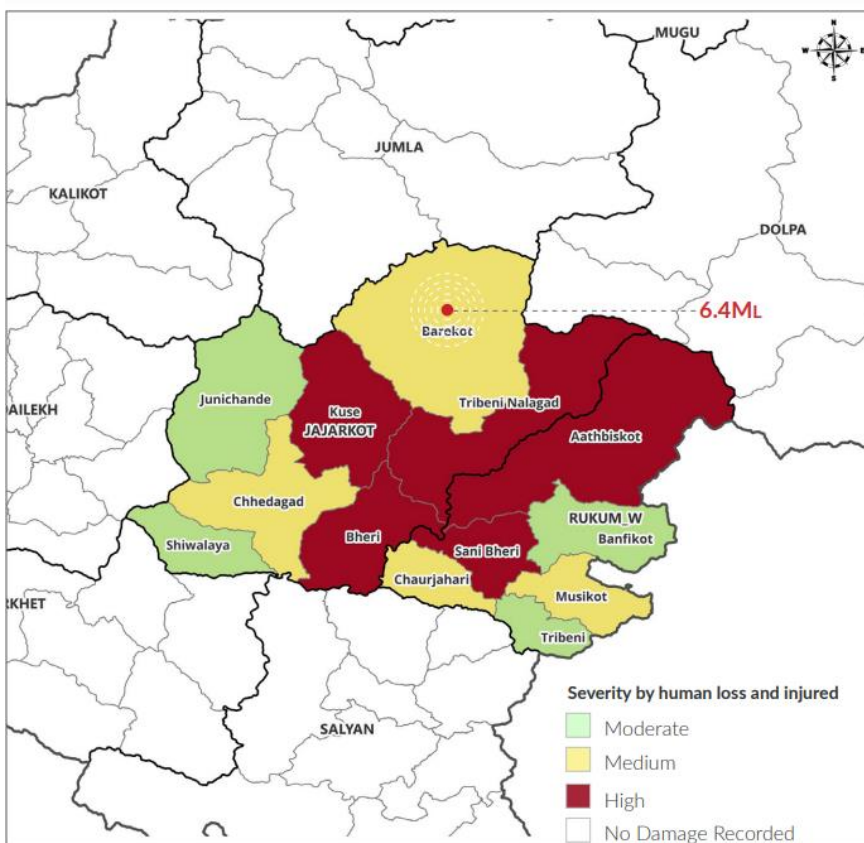 MUGU
N
W
E
S
JUMLA
KALIKOT
DOLPA
6.4ML
Barekot
Junichande
Tribeni Nalagad
Kuse
JAJARKOT
AILEKH
Aathbiskot
Chhedagad
RUKUM_W
Banfikot
Bheri
Shiwalaya
Sani Bheri
Chaurjahari
Musikot
RKHET
Tribeni
SALYAN
Severity by human loss and injured
Moderate
Medium
High
No Damage Recorded